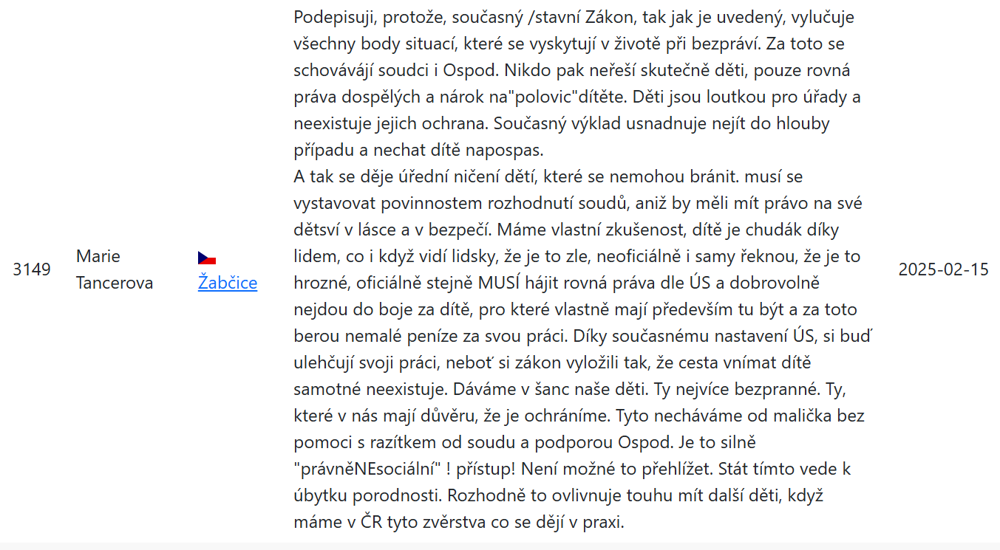 3149
Marie
Tancerova
Žabčice
Podepisuji, protože, současný /stavní Zákon, tak jak je uvedený, vylučuje
všechny body situací, které se vyskytují v životě při bezpráví. Za toto se
schovávájí soudci i Ospod. Nikdo pak neřeší skutečně děti, pouze rovná
práva dospělých a nárok na"polovic"dítěte. Děti jsou loutkou pro úřady a
neexistuje jejich ochrana. Současný výklad usnadnuje nejít do hlouby
případu a nechat dítě napospas.
A tak se děje úřední ničení dětí, které se nemohou bránit. musí se
vystavovat povinnostem rozhodnutí soudů, aniž by měli mít právo na své
dětsví v lásce a v bezpečí. Máme vlastní zkušenost, dítě je chudák díky
lidem, co i když vidí lidsky, že je to zle, neoficiálně i samy řeknou, že je to
hrozné, oficiálně stejně MUSÍ hájit rovná práva dle ÚS a dobrovolně
nejdou do boje za dítě, pro které vlastně mají především tu být a za toto
berou nemalé peníze za svou práci. Díky současnému nastavení ÚS, si buď
ulehčují svoji práci, neboť si zákon vyložili tak, že cesta vnímat dítě
samotné neexistuje. Dáváme v šanc naše děti. Ty nejvíce bezpranné. Ty,
které v nás mají důvěru, že je ochráníme. Tyto necháváme od malička bez
pomoci s razítkem od soudu a podporou Ospod. Je to silně
"právněNEsociální" ! přístup! Není možné to přehlížet. Stát tímto vede k
úbytku porodnosti. Rozhodně to ovlivnuje touhu mít další děti, když
máme v ČR tyto zvěrstva co se dějí v praxi.
2025-02-15